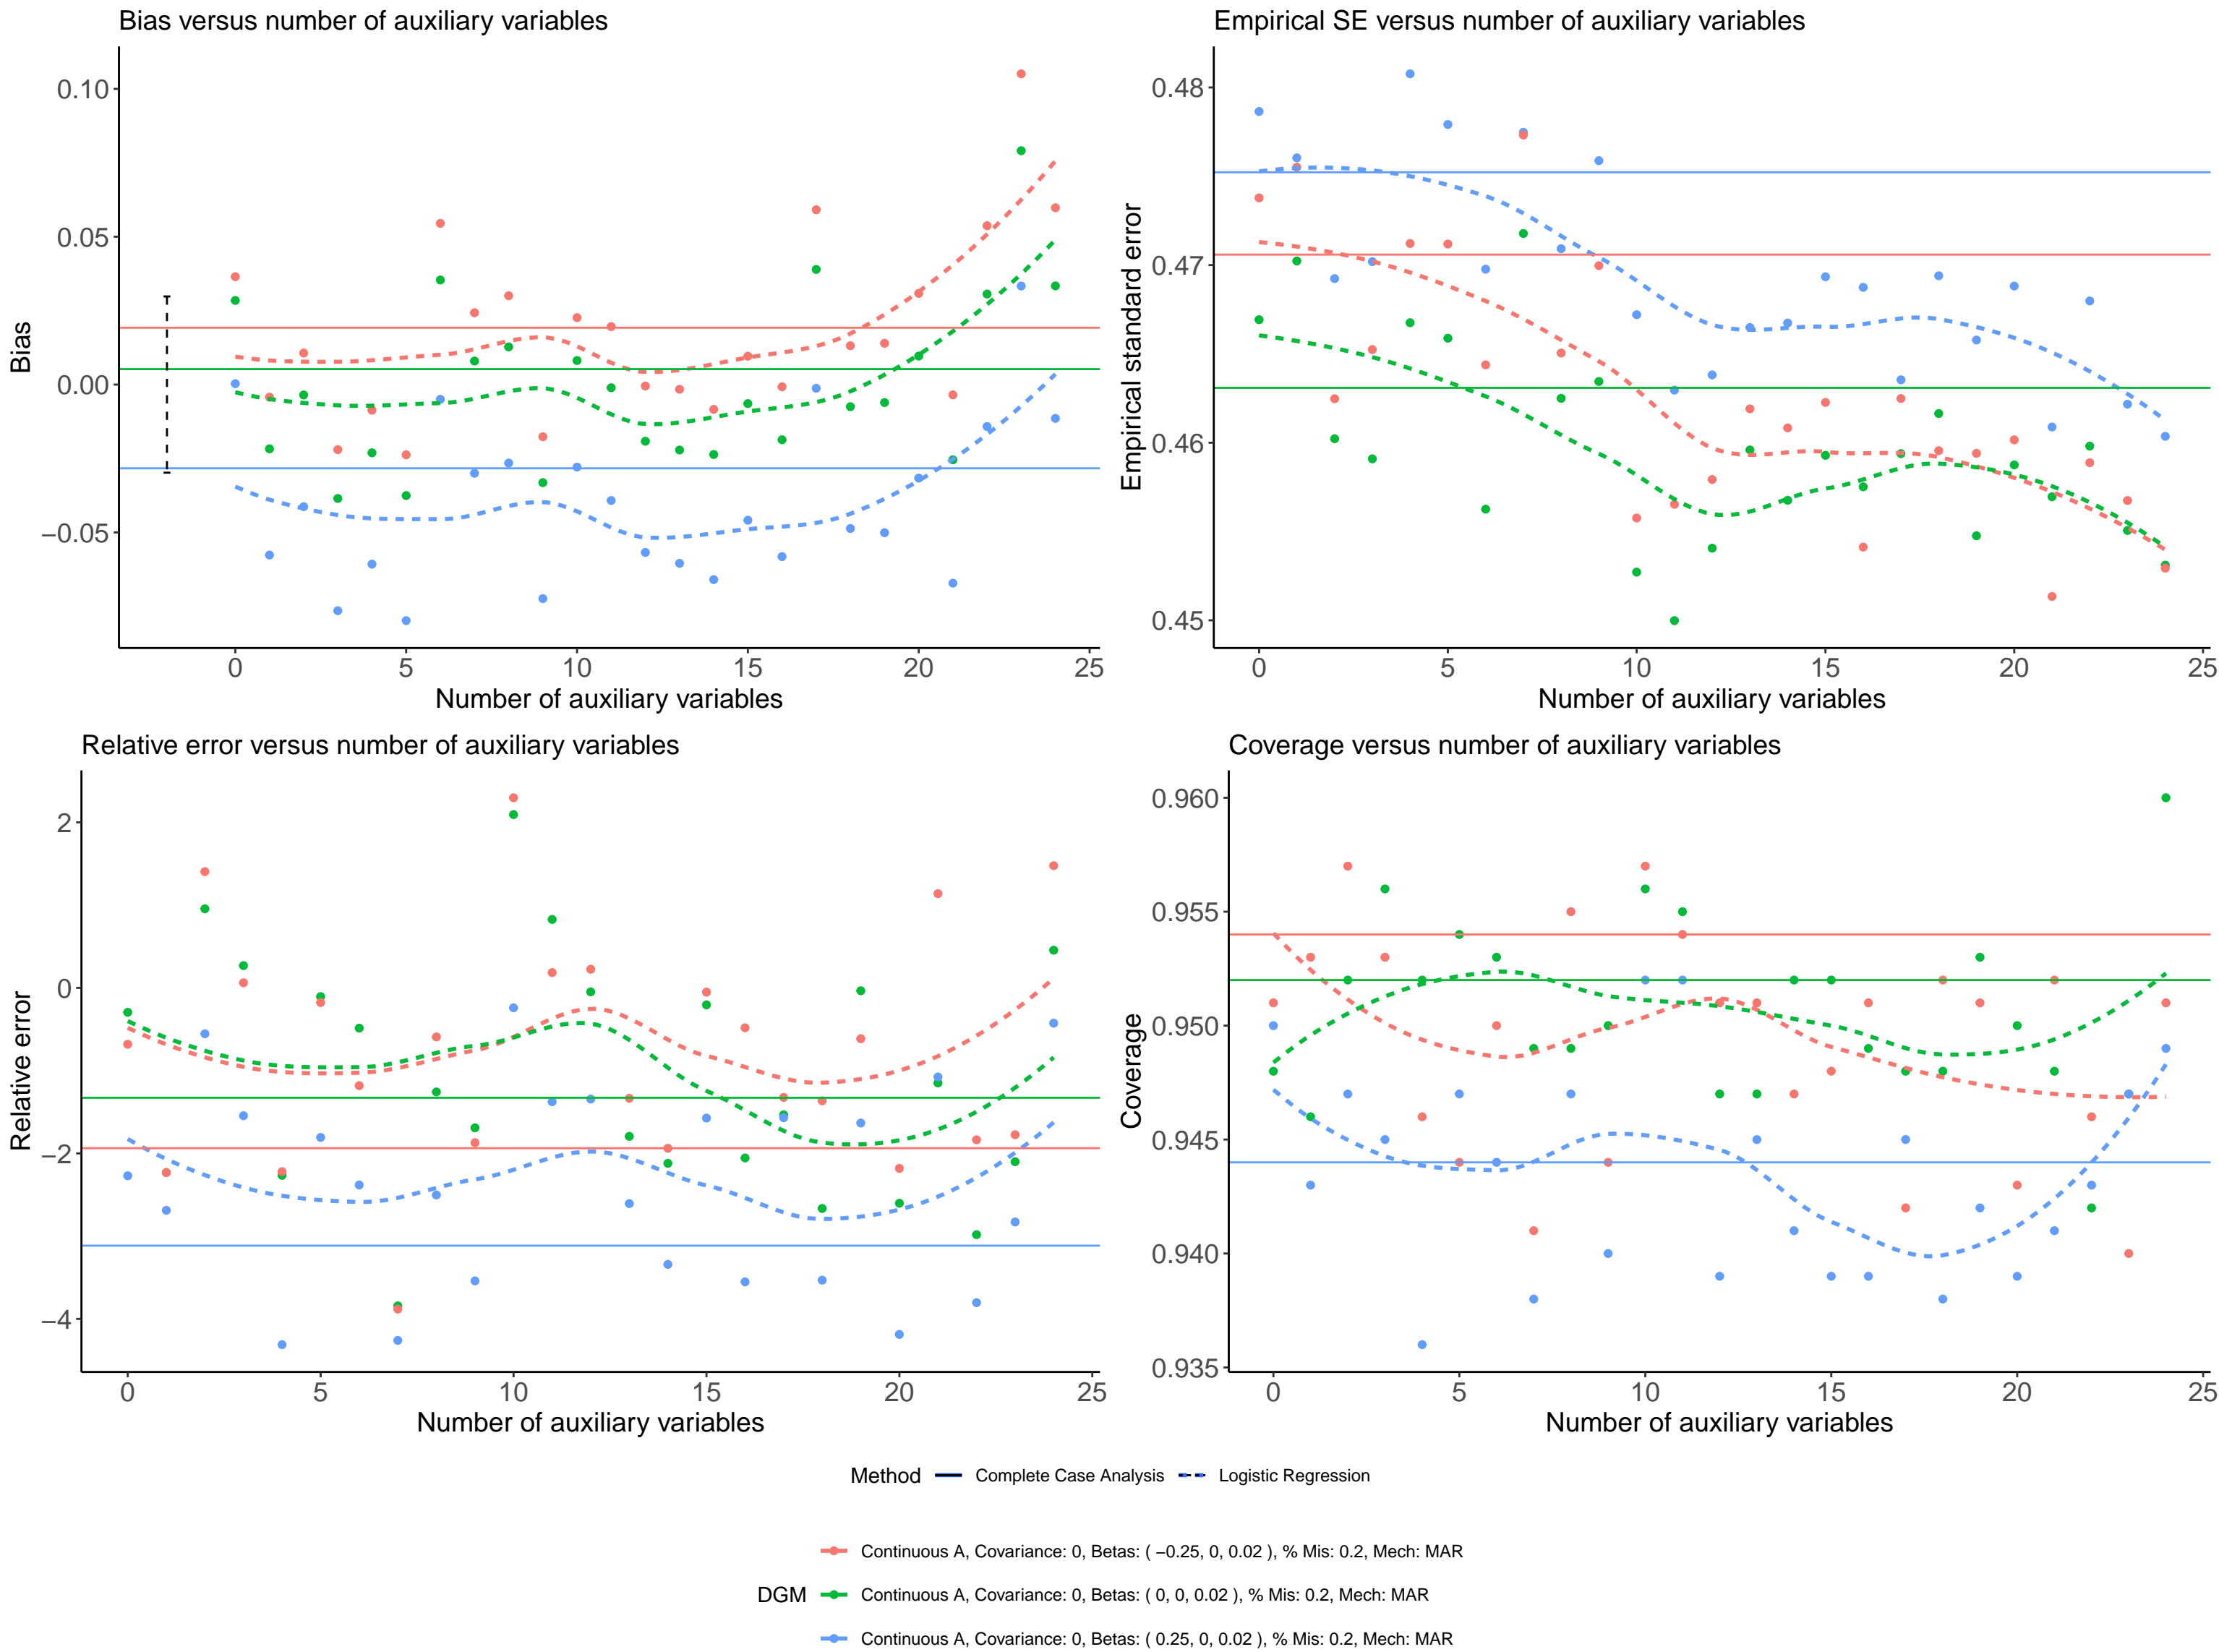 Bias versus number of auxiliary variables
Bias
0.10
0.05
0.00
−0.05
0 5 10 15 20 25
Number of auxiliary variables
Empirical SE versus number of auxiliary variables
Empirical standard error
0.48
0.47
0.46
0.45
0 5 10 15 20 25
Number of auxiliary variables
Relative error versus number of auxiliary variables
Relative error
2
0
−2
−4
0 5 10 15 20 25
Number of auxiliary variables
Coverage versus number of auxiliary variables
Coverage
0.960
0.955
0.950
0.945
0.940
0.935
0 5 10 15 20 25
Number of auxiliary variables
Method Complete Case Analysis Logistic Regression
Continuous A, Covariance: 0, Betas: ( −0.25, 0, 0.02 ), % Mis: 0.2, Mech: MAR
DGM Continuous A, Covariance: 0, Betas: ( 0, 0, 0.02 ), % Mis: 0.2, Mech: MAR
Continuous A, Covariance: 0, Betas: ( 0.25, 0, 0.02 ), % Mis: 0.2, Mech: MAR